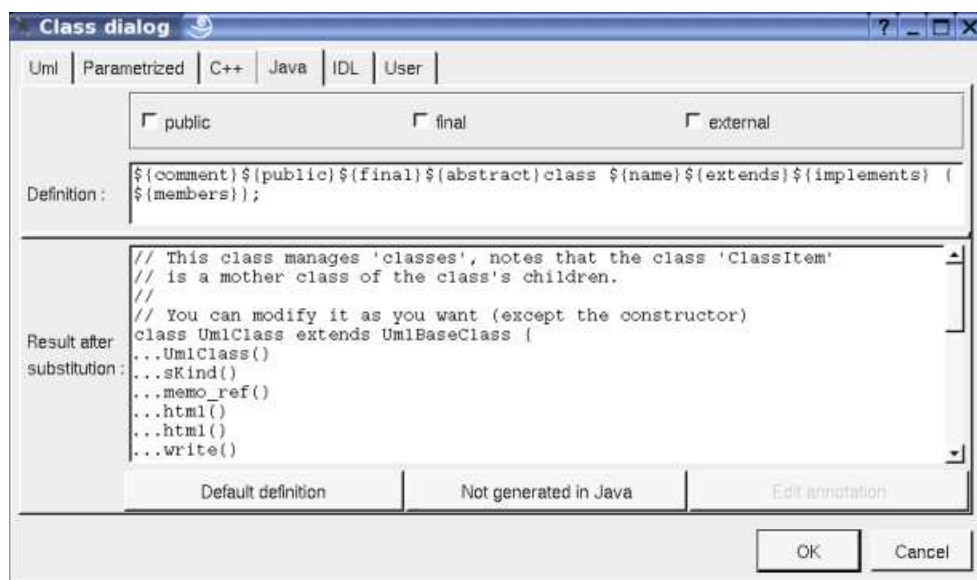 Class dialog ? _ □ X
Uml Parametrized C++ Java IDL User
public final external
Definition :
${comment}${public}${final}${abstract}class ${name}${extends}${implements} {
${members}};
Result after
substitution :
// This class manages 'classes', notes that the class 'ClassItem'
// is a mother class of the class's children.
//
// You can modify it as you want (except the constructor)
class UmlClass extends UmlBaseClass {
...UmlClass()
...sKind()
...memo_ref()
...html()
...html()
...write()
Default definition Not generated in Java Edit annotation
OK Cancel